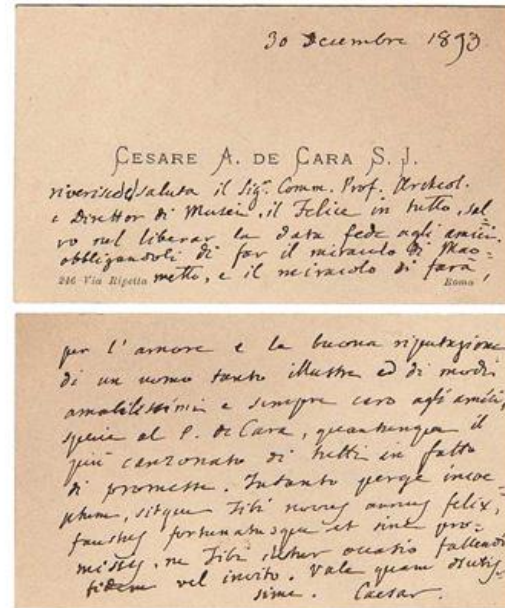 30 Decembre 1893
CESARE A. DE CARA S. J.
riverisce e saluta il Sigr. Comm. Prof. Archeol.
e Direttor di Musei, il Felice in tutto, sal=
vo nel liberar la data fede agli amici,
obbligandoli di far il miracolo di Mao=
metto, e il miracolo si farà,
246 Via Ripetta Roma
per l'amore e la buona riputazione
di un uomo tanto illustre ed di modi
amabilissimi e sempre caro agli amici,
specie al P. de Cara, quantunque il
più canzonato di tutti in fatto
di promesse. Intanto perge incoe
ptum, sitque Tibi novus annus felix,
faustus fortunatusque et sine pro=
missis, ne Tibi detur occasio fallendi
fidem vel invito. Vale quam diutis
sime. Caesar.